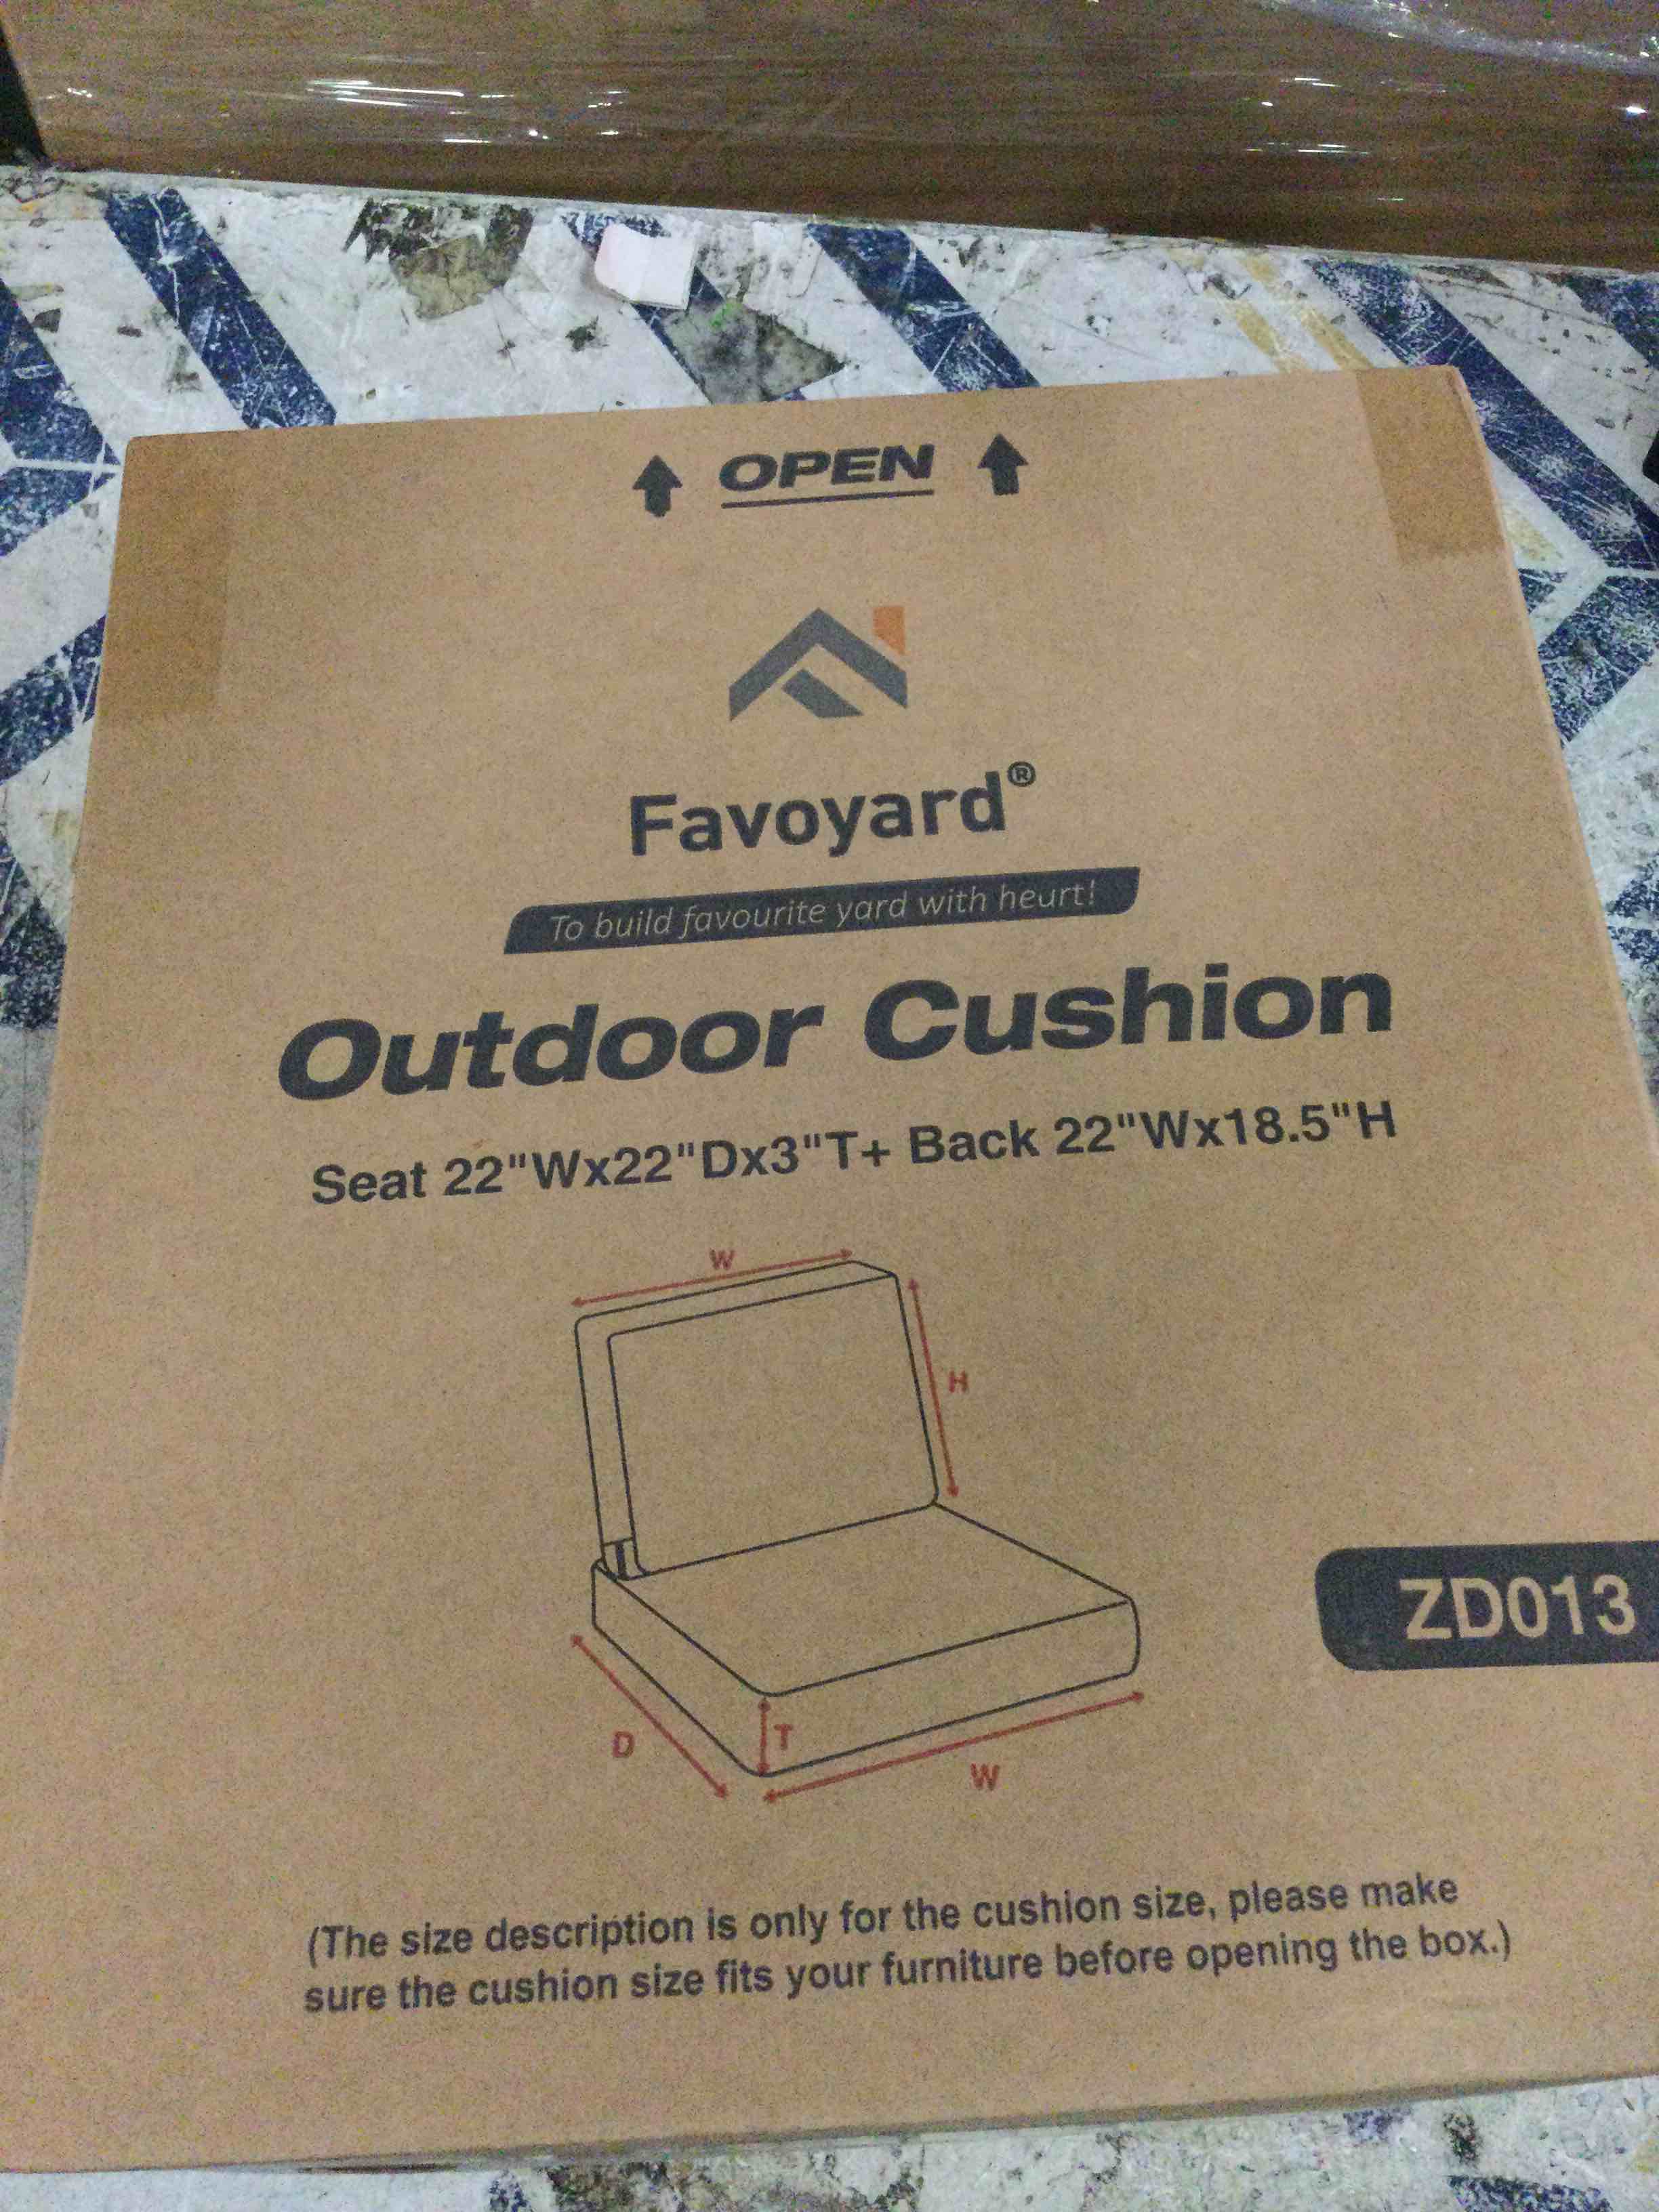 OPEN
Favoyard®
To build favourite yard with heurt!
Outdoor Cushion
Seat 22"Wx22"Dx3"T+ Back 22"Wx18.5"H
W
H
ZD013
D
T
W
(The size description is only for the cushion size, please make
sure the cushion size fits your furniture before opening the box.)